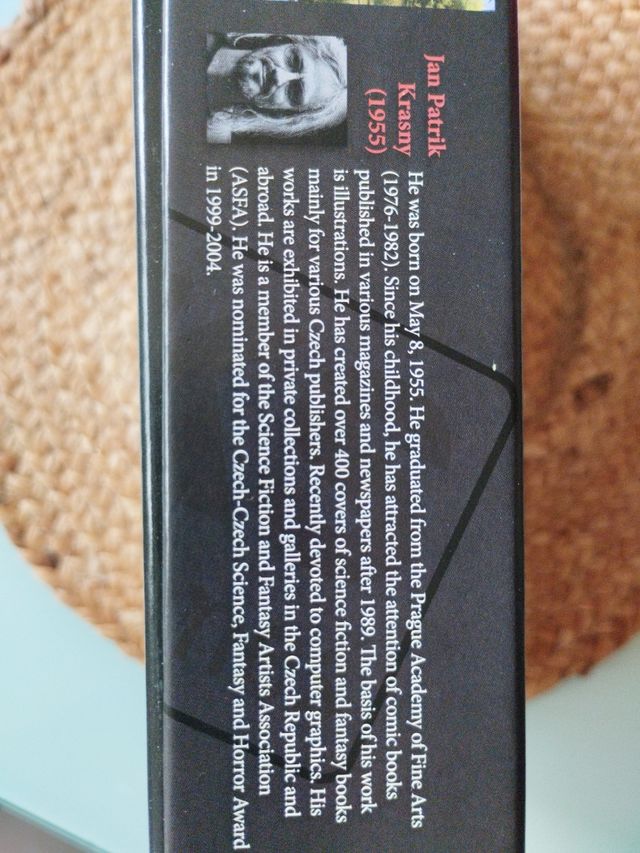 Jan Patrik
Krasny
(1955)
He was born on May 8, 1955. He graduated from the Prague Academy of Fine Arts
(1976-1982). Since his childhood, he has attracted the attention of comic books
published in various magazines and newspapers after 1989. The basis of his work
is illustrations. He has created over 400 covers of science fiction and fantasy books
mainly for various Czech publishers. Recently devoted to computer graphics. His
works are exhibited in private collections and galleries in the Czech Republic and
abroad. He is a member of the Science Fiction and Fantasy Artists Association
(ASFA). He was nominated for the Czech-Czech Science, Fantasy and Horror Award
in 1999-2004.